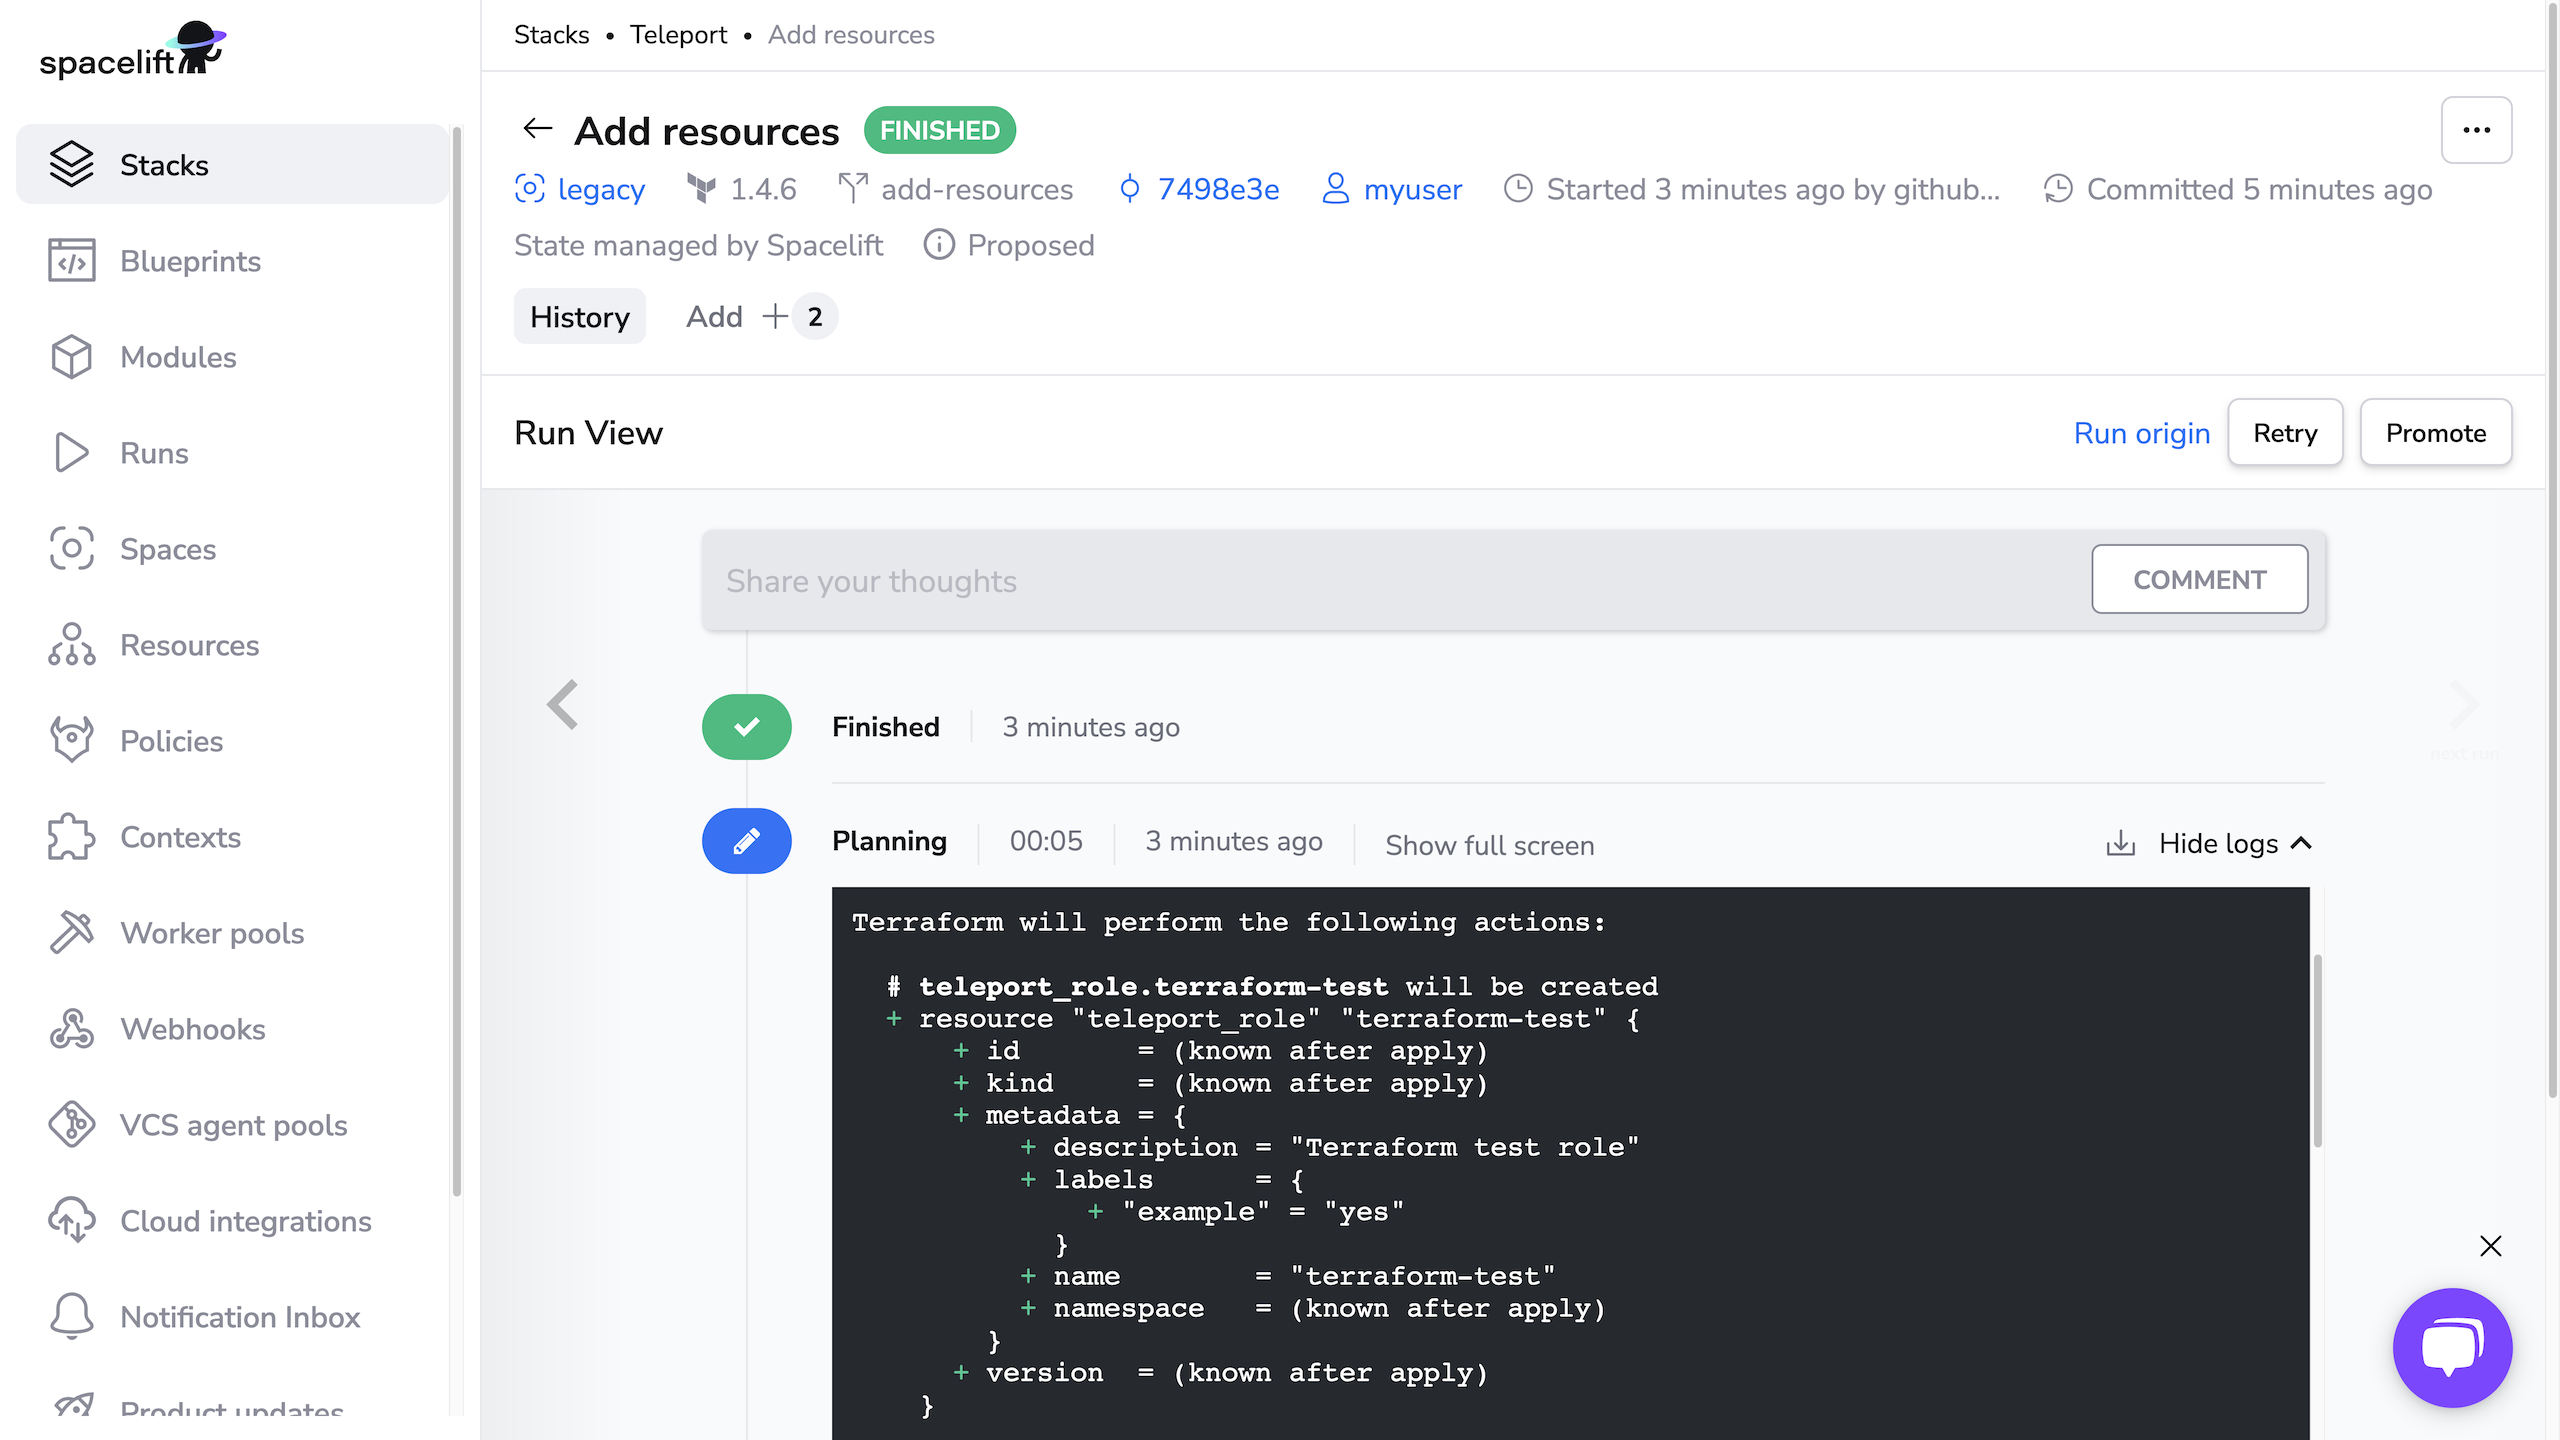 spacelift
Stacks
Blueprints
Modules
Runs
Spaces
Resources
Policies
Contexts
Worker pools
Webhooks
VCS agent pools
Cloud integrations
Notification Inbox
Product updates
Stacks • Teleport • Add resources
Add resources FINISHED
legacy 1.4.6 add-resources 7498e3e myuser Started 3 minutes ago by github... Committed 5 minutes ago
State managed by Spacelift Proposed
History Add + 2
Run View Run origin Retry Promote
Share your thoughts COMMENT
Finished 3 minutes ago
next run
Planning 00:05 3 minutes ago Show full screen Hide logs
Terraform will perform the following actions:
# teleport_role.terraform-test will be created
+ resource "teleport_role" "terraform-test" {
+ id = (known after apply)
+ kind = (known after apply)
+ metadata = {
+ description = "Terraform test role"
+ labels = {
+ "example" = "yes"
}
+ name = "terraform-test"
+ namespace = (known after apply)
}
+ version = (known after apply)
}